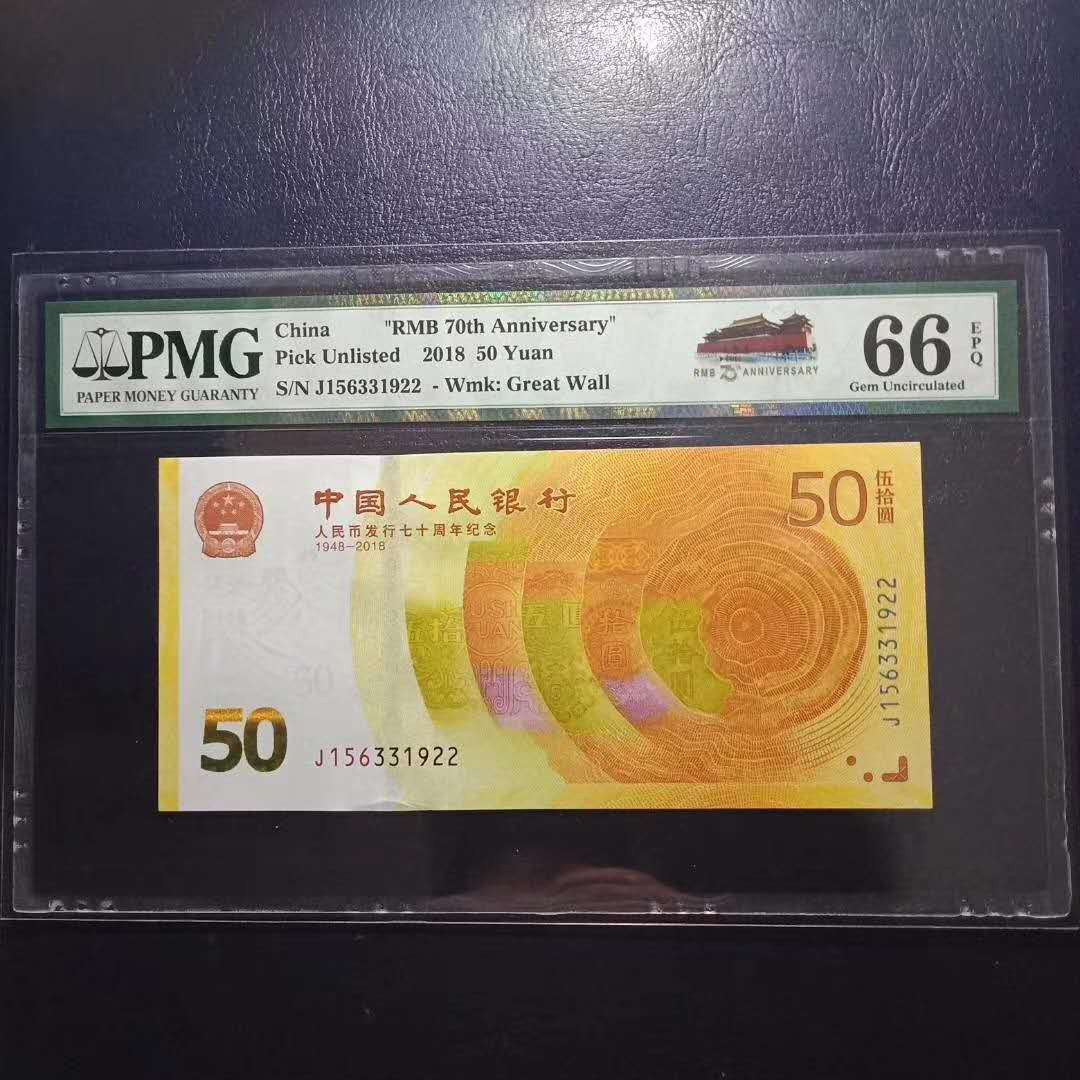 PMG
PAPER MONEY GUARANTY
China "RMB 70th Anniversary"
Pick Unlisted 2018 50 Yuan
S/N J156331922 - Wmk: Great Wall
RMB 70th ANNIVERSARY
66
EPQ
Gem Uncirculated
中国人民银行
人民币发行七十周年纪念
1948-2018
50
伍拾圆
J156331922
50
50
J156331922